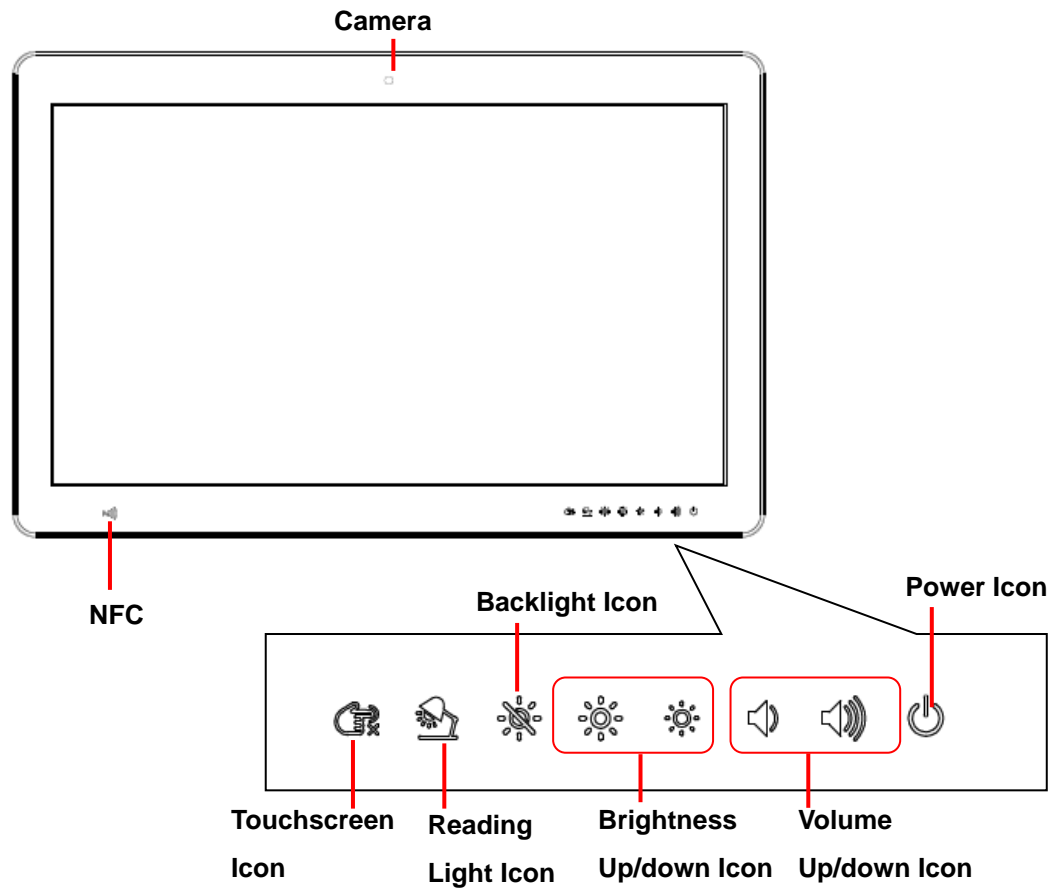 Camera
NFC
Backlight Icon
Power Icon
Touchscreen
Icon
Reading
Light Icon
Brightness
Up/down Icon
Volume
Up/down Icon